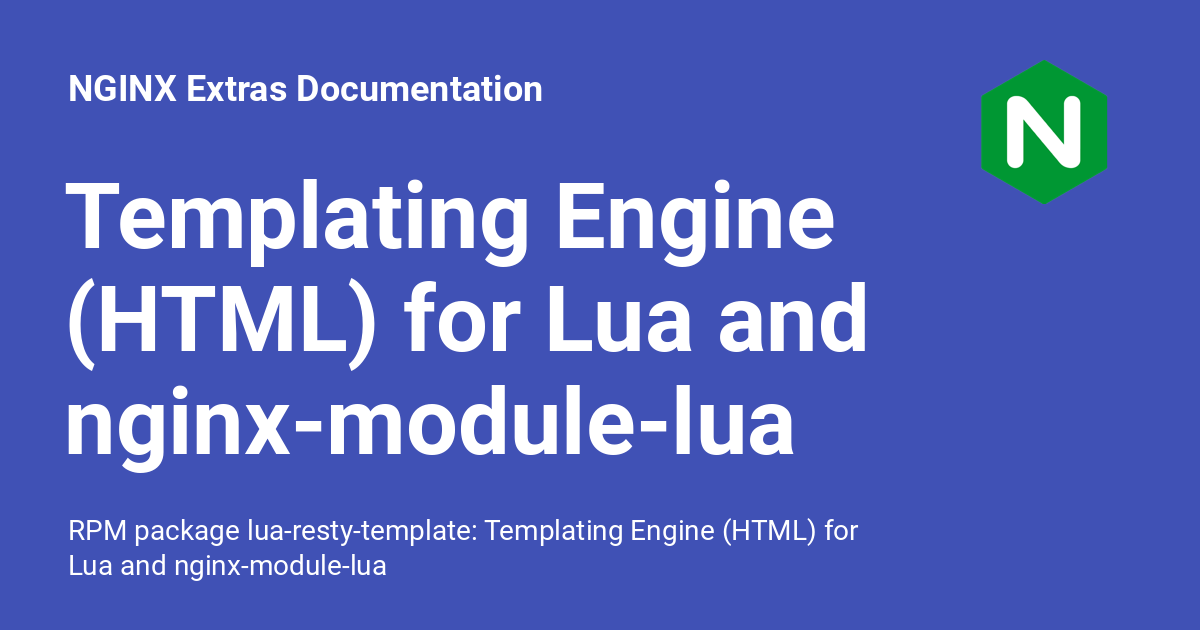 NGINX Extras Documentation
N
Templating Engine
(HTML) for Lua and
nginx-module-lua
RPM package lua-resty-template: Templating Engine (HTML) for
Lua and nginx-module-lua